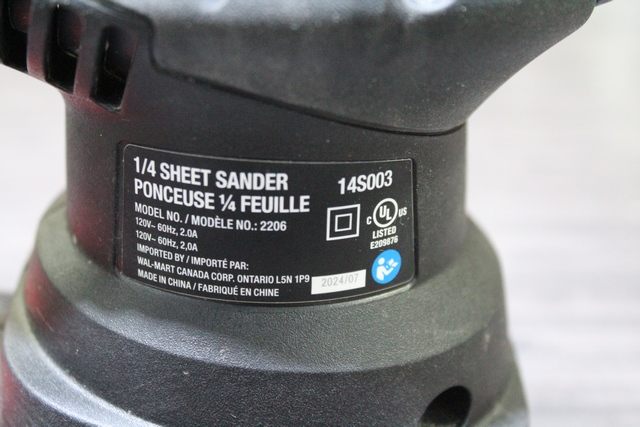 1/4 SHEET SANDER
PONCEUSE ¼ FEUILLE
14S003
MODEL NO. / MODÈLE NO.: 2206
120V~ 60Hz, 2.0A
120V~ 60Hz, 2,0A
IMPORTED BY / IMPORTÉ PAR:
WAL-MART CANADA CORP. ONTARIO L5N 1P9
MADE IN CHINA / FABRIQUÉ EN CHINE
2024/07
C UL US
LISTED
E209876